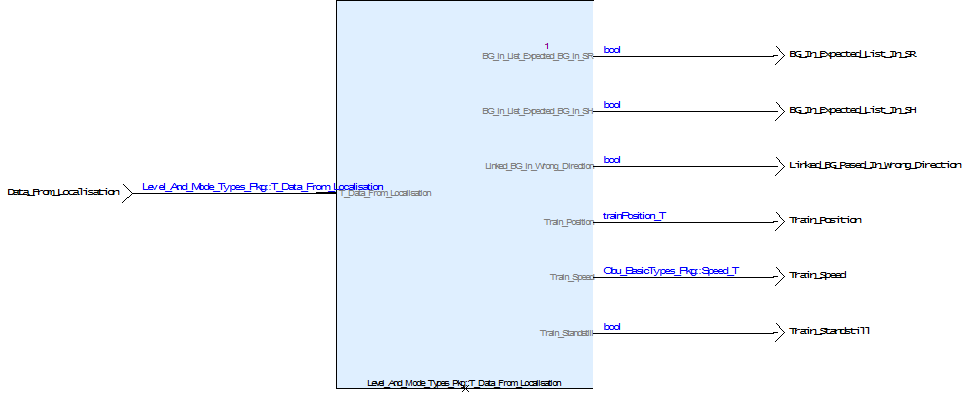 1
bool
BG_In_List_Expected_BG_In_SR
BG_In_Expected_List_In_SR
bool
BG_In_List_Expected_BG_In_SH
BG_In_Expected_List_In_SH
bool
Linked_BG_In_Wrong_Direction
Linked_BG_Passed_In_Wrong_Direction
Data_From_Localisation
Level_And_Mode_Types_Pkg::T_Data_From_Localisation
T_Data_From_Localisation
trainPosition_T
Train_Position
Train_Position
Obu_BasicTypes_Pkg::Speed_T
Train_Speed
Train_Speed
bool
Train_Standstill
Train_Standstill
Level_And_Mode_Types_Pkg::T_Data_From_Localisation